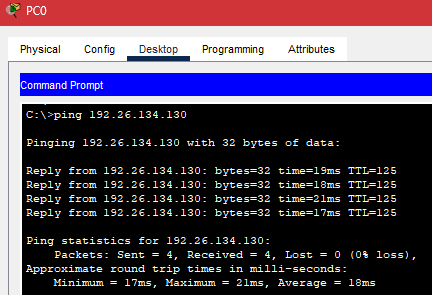 PC0
Physical Config Desktop Programming Attributes
Command Prompt
C:\>ping 192.26.134.130
Pinging 192.26.134.130 with 32 bytes of data:
Reply from 192.26.134.130: bytes=32 time=19ms TTL=125
Reply from 192.26.134.130: bytes=32 time=18ms TTL=125
Reply from 192.26.134.130: bytes=32 time=21ms TTL=125
Reply from 192.26.134.130: bytes=32 time=17ms TTL=125
Ping statistics for 192.26.134.130:
Packets: Sent = 4, Received = 4, Lost = 0 (0% loss),
Approximate round trip times in milli-seconds:
Minimum = 17ms, Maximum = 21ms, Average = 18ms